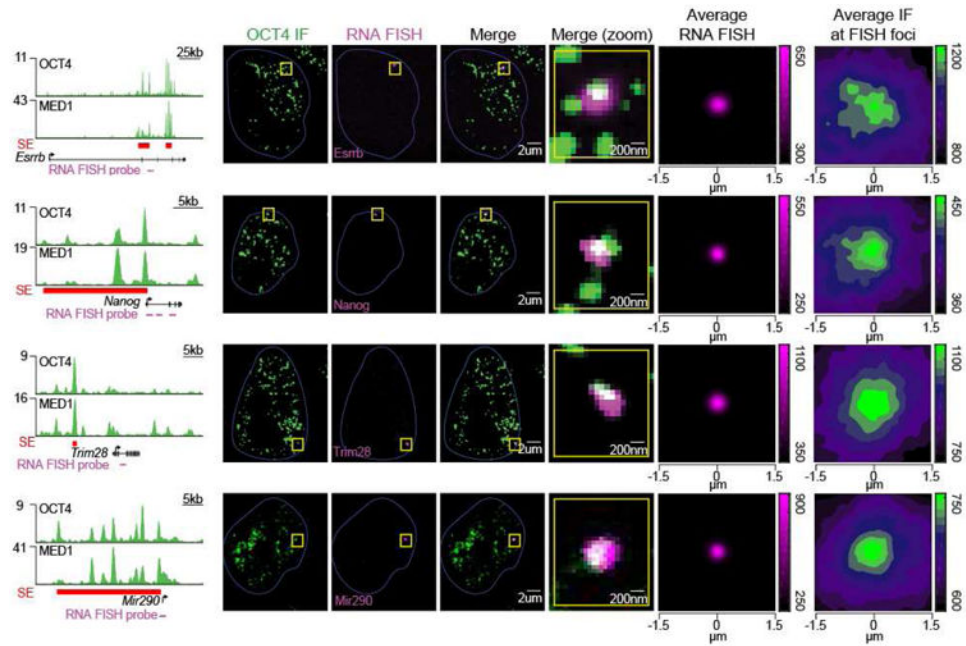 OCT4 IF RNA FISH Merge Merge (zoom) Average RNA FISH Average IF at FISH foci
11 OCT4 25kb
43 MED1
SE
Esrrb
RNA FISH probe
Esrrb
2um
200nm
650
300
1200
800
-1.5 0 1.5
µm
-1.5 0 1.5
µm
11 OCT4 5kb
19 MED1
SE
Nanog
RNA FISH probe
Nanog
2um
200nm
550
250
450
360
-1.5 0 1.5
µm
-1.5 0 1.5
µm
9 OCT4 5kb
16 MED1
SE
Trim28
RNA FISH probe
Trim28
2um
200nm
1100
350
1100
750
-1.5 0 1.5
µm
-1.5 0 1.5
µm
9 OCT4 5kb
41 MED1
SE
Mir290
RNA FISH probe
Mir290
2um
200nm
900
250
750
600
-1.5 0 1.5
µm
-1.5 0 1.5
µm